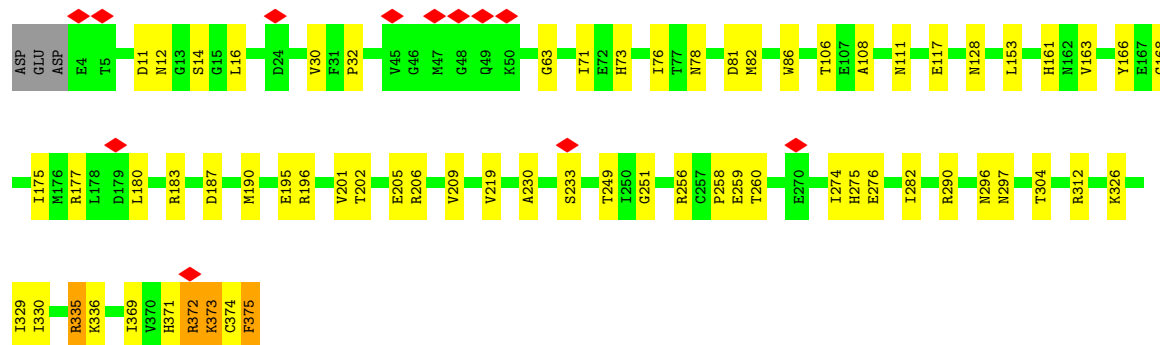 ASP GLU ASP E4 T5 D11 N12 G13 S14 G15 L16 D24 V30 F31 P32 V45 G46 M47 G48 Q49 K50 G63 I71 E72 H73 I76 T77 N78 D81 M82 W86 T106 E107 A108 N111 E117 N128 L153 H161 N162 V163 Y166 E167 G168
I175 M176 R177 L178 D179 L180 R183 D187 M190 E195 R196 V201 T202 E205 R206 V209 V219 A230 S233 T249 I250 G251 R256 C257 P258 E259 T260 E270 I274 H275 E276 I282 R290 N296 N297 T304 R312 K326
I329 I330 R335 K336 I369 V370 H371 R372 K373 C374 F375